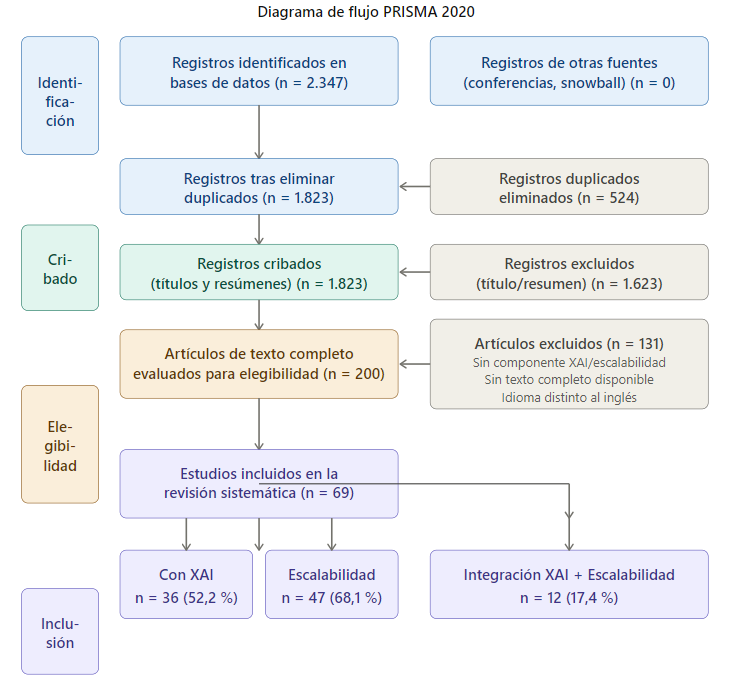 Diagrama de flujo PRISMA 2020
Identi-
fica-
ción
Registros identificados en
bases de datos (n = 2.347)
Registros de otras fuentes
(conferencias, snowball) (n = 0)
Registros tras eliminar
duplicados (n = 1.823)
Registros duplicados
eliminados (n = 524)
Cri-
bado
Registros cribados
(títulos y resúmenes) (n = 1.823)
Registros excluidos
(título/resumen) (n = 1.623)
Artículos de texto completo
evaluados para elegibilidad (n = 200)
Artículos excluidos (n = 131)
Sin componente XAI/escalabilidad
Sin texto completo disponible
Idioma distinto al inglés
Ele-
gibi-
lidad
Estudios incluidos en la
revisión sistemática (n = 69)
Con XAI
n = 36 (52,2 %)
Escalabilidad
n = 47 (68,1 %)
Integración XAI + Escalabilidad
n = 12 (17,4 %)
Inclu-
sión